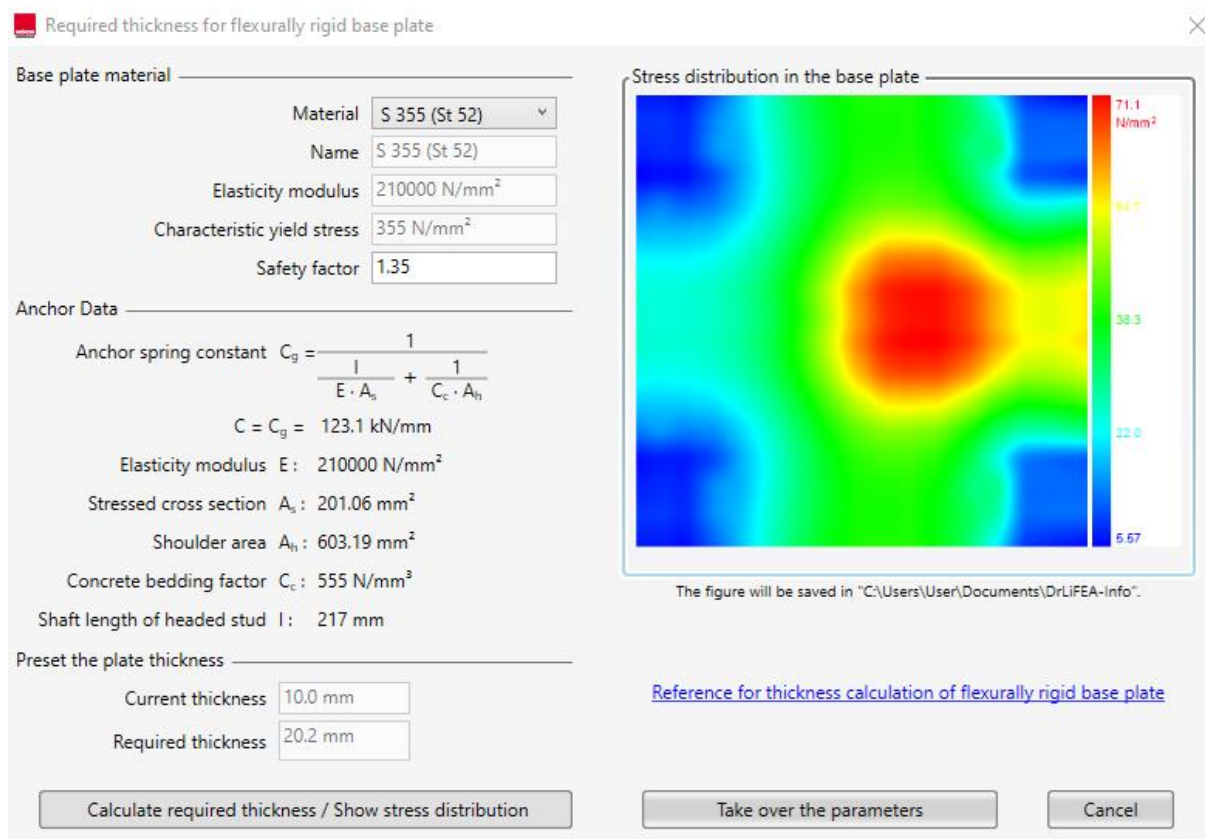 Required thickness for flexurally rigid base plate
Base plate material
Material S 355 (St 52)
Name S 355 (St 52)
Elasticity modulus 210000 N/mm²
Characteristic yield stress 355 N/mm²
Safety factor 1.35
Anchor Data
Anchor spring constant C_g = 1 / (l / (E · A_s) + 1 / (C_c · A_h))
C = C_g = 123.1 kN/mm
Elasticity modulus E : 210000 N/mm²
Stressed cross section A_s : 201.06 mm²
Shoulder area A_h : 603.19 mm²
Concrete bedding factor C_c : 555 N/mm³
Shaft length of headed stud l : 217 mm
Preset the plate thickness
Current thickness 10.0 mm
Required thickness 20.2 mm
Calculate required thickness / Show stress distribution
Stress distribution in the base plate
71.1
N/mm²
54.7
38.3
22.0
5.57
The figure will be saved in "C:\Users\User\Documents\DrLiFEA-Info".
Reference for thickness calculation of flexurally rigid base plate
Take over the parameters
Cancel